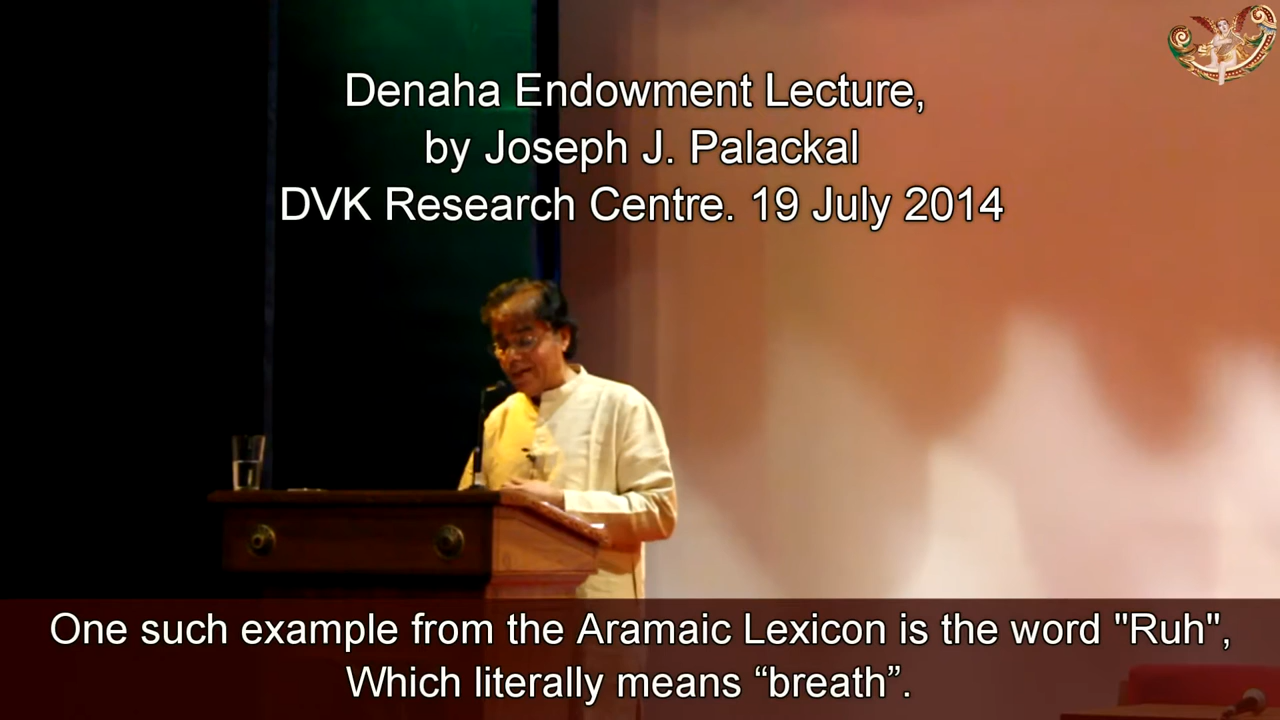 Denaha Endowment Lecture,
by Joseph J. Palackal
DVK Research Centre. 19 July 2014
One such example from the Aramaic Lexicon is the word "Ruh",
Which literally means “breath”.